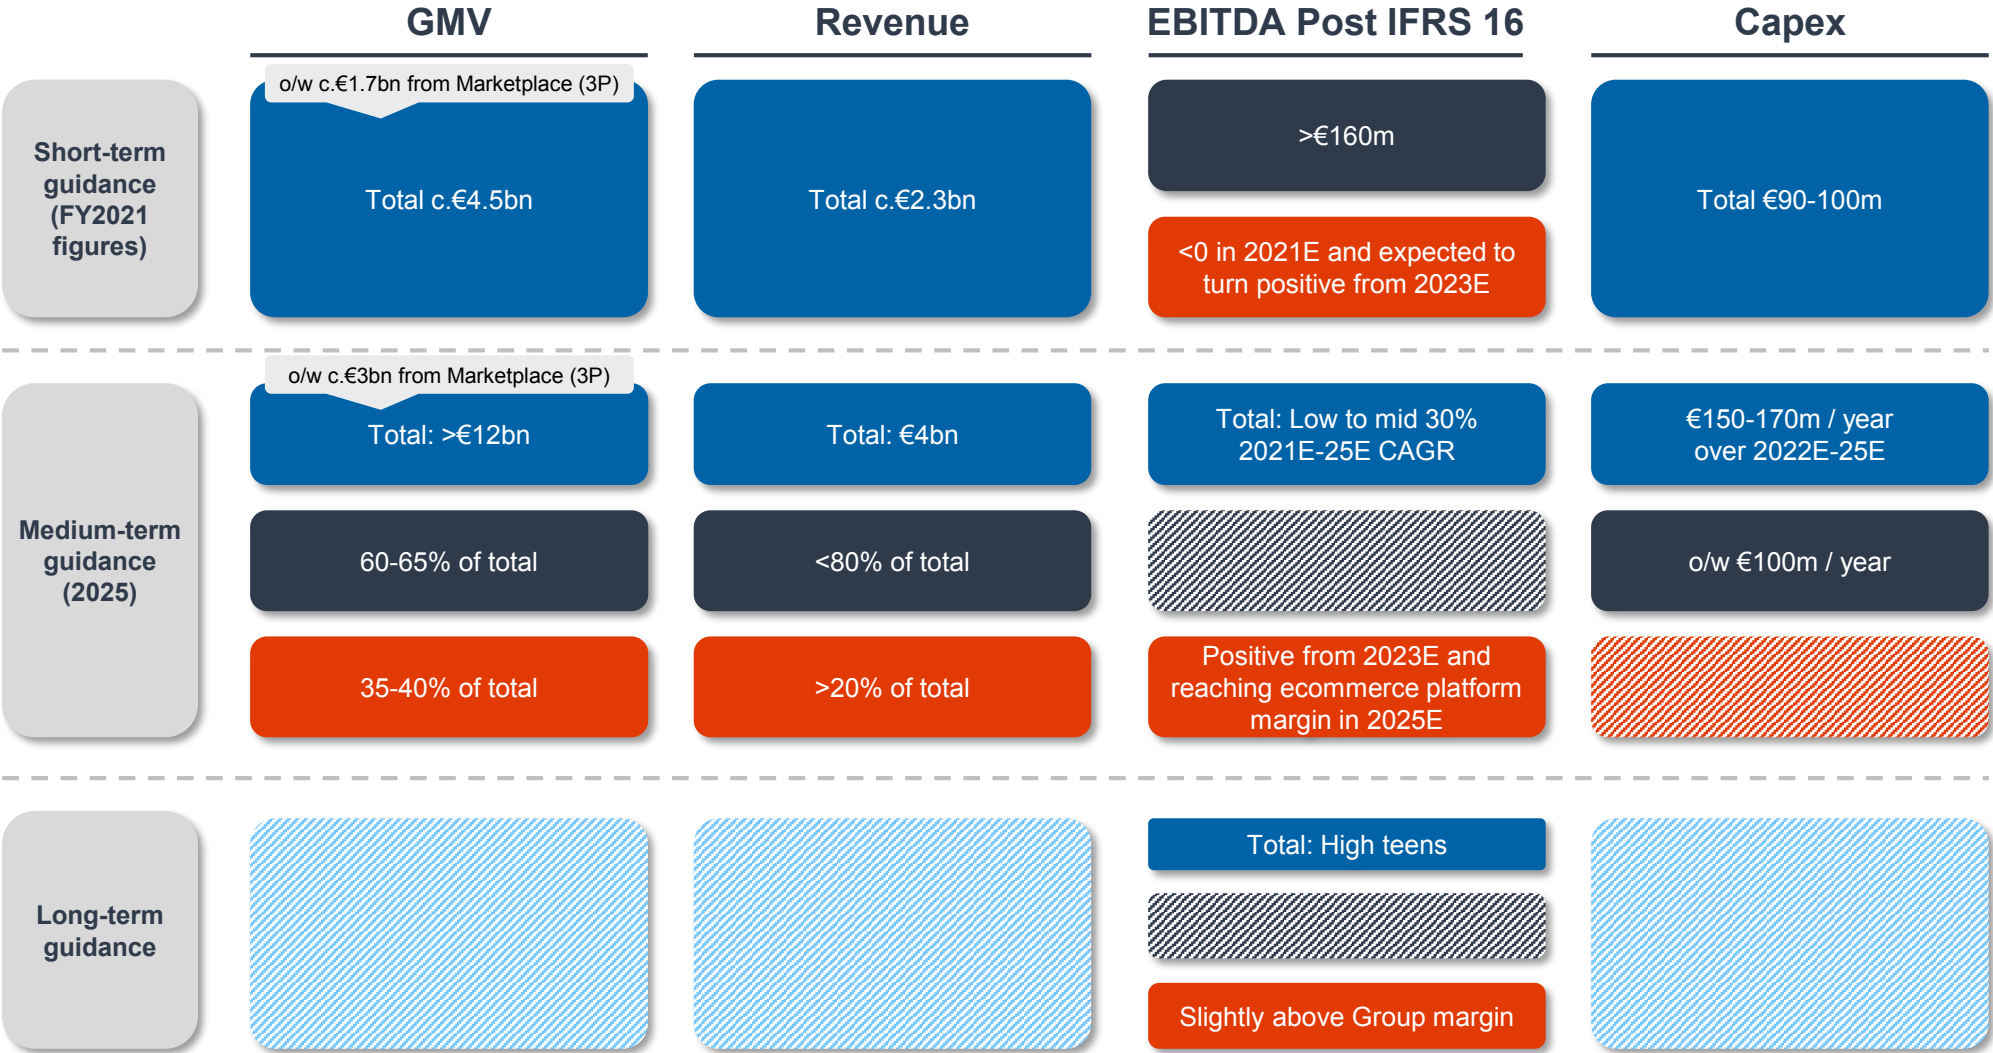 GMV
Revenue
EBITDA Post IFRS 16
Capex
Short-term
guidance
(FY2021
figures)
o/w c.€1.7bn from Marketplace (3P)
Total c.€4.5bn
Total c.€2.3bn
>€160m
<0 in 2021E and expected to
turn positive from 2023E
Total €90-100m
Medium-term
guidance
(2025)
o/w c.€3bn from Marketplace (3P)
Total: >€12bn
Total: €4bn
Total: Low to mid 30%
2021E-25E CAGR
€150-170m / year
over 2022E-25E
60-65% of total
<80% of total
o/w €100m / year
35-40% of total
>20% of total
Positive from 2023E and
reaching ecommerce platform
margin in 2025E
Long-term
guidance
Total: High teens
Slightly above Group margin